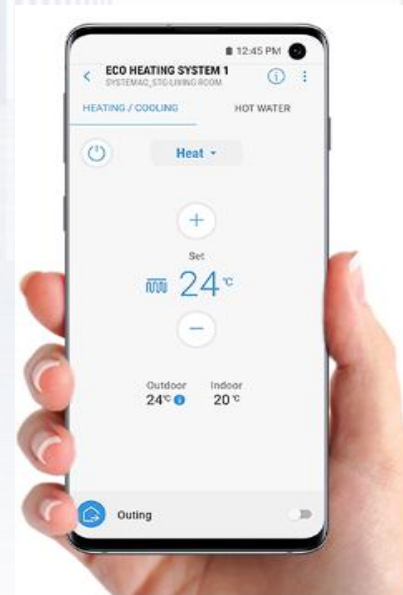 12:45 PM
ECO HEATING SYSTEM 1
SYSTEMAC_STG-LIVING ROOM
HEATING / COOLING HOT WATER
Heat
Set
24℃
Outdoor Indoor
24℃ 20℃
Outing